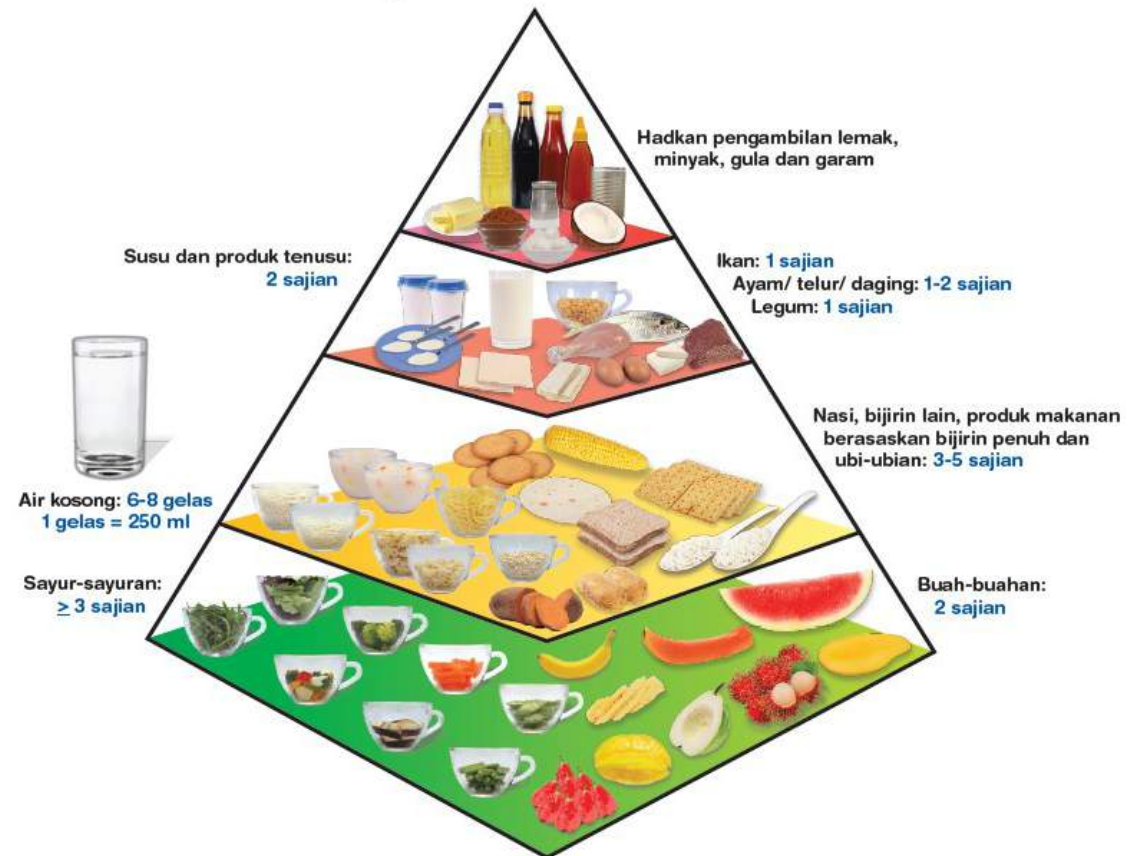 Hadkan pengambilan lemak,
minyak, gula dan garam
Susu dan produk tenusu:
2 sajian
Ikan: 1 sajian
Ayam/ telur/ daging: 1-2 sajian
Legum: 1 sajian
Nasi, bijirin lain, produk makanan
berasaskan bijirin penuh dan
ubi-ubian: 3-5 sajian
Air kosong: 6-8 gelas
1 gelas = 250 ml
Sayur-sayuran:
≥ 3 sajian
Buah-buahan:
2 sajian